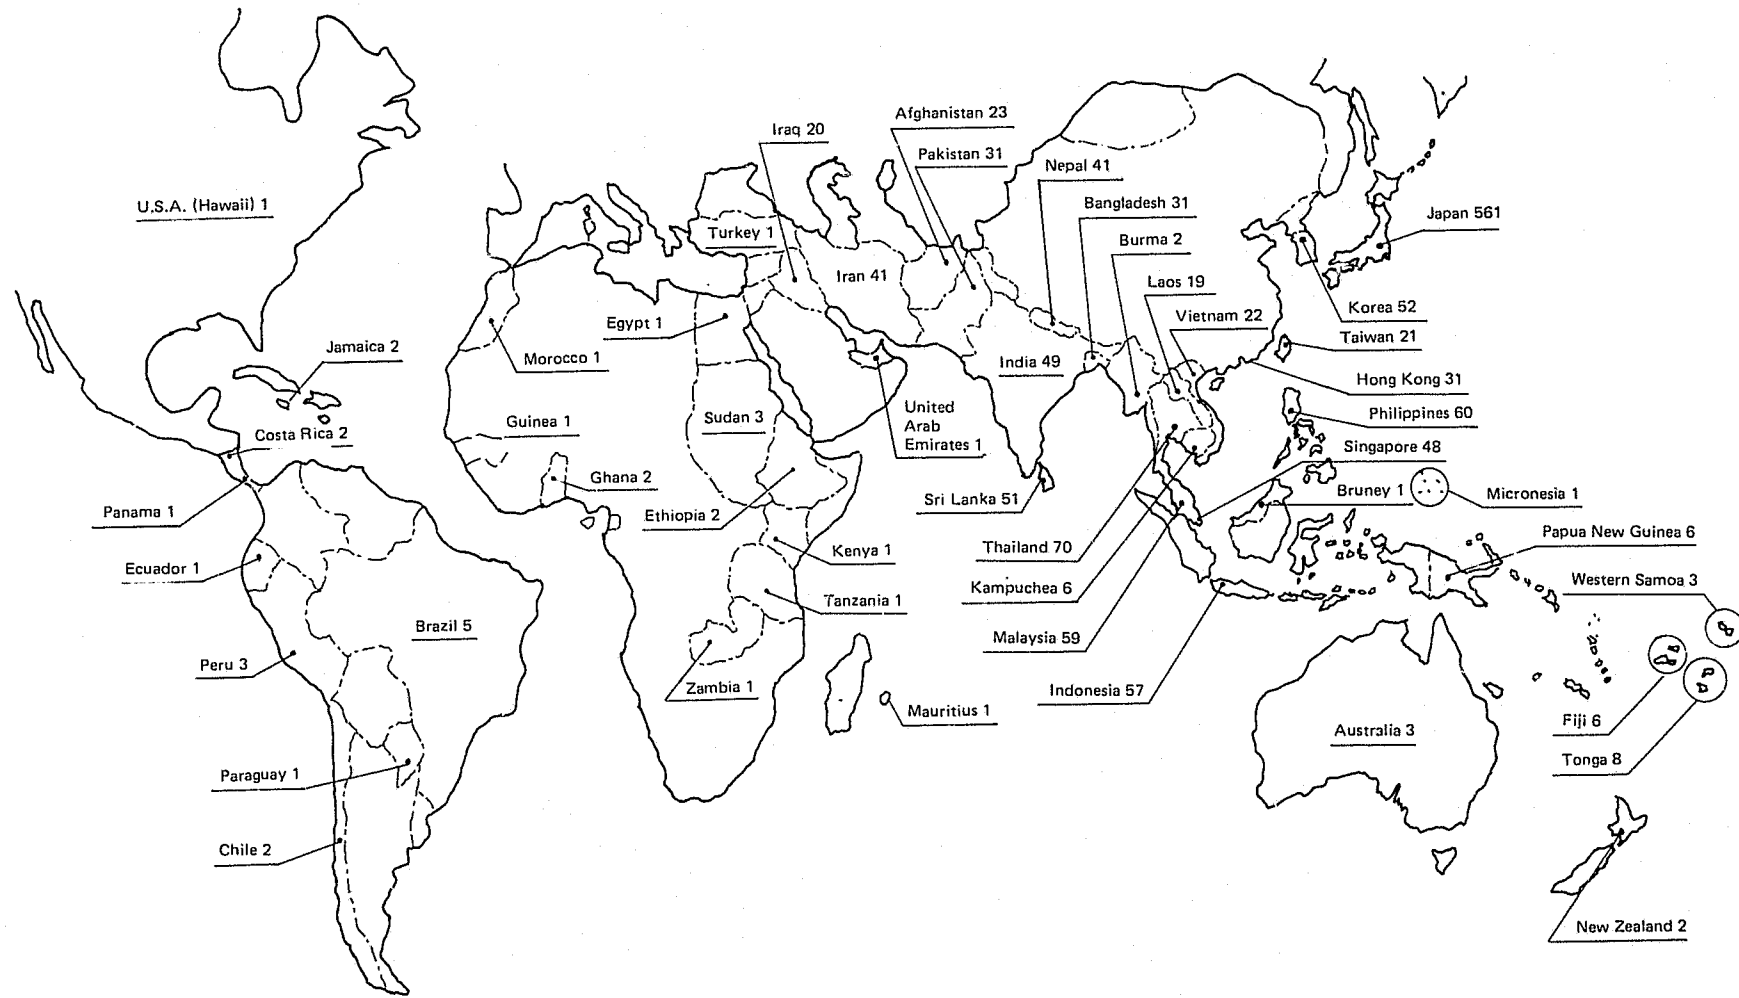 Afghanistan 23
Iraq 20
Pakistan 31
Nepal 41
U.S.A. (Hawaii) 1
Bangladesh 31
Japan 561
Turkey 1
Burma 2
Iran 41
Laos 19
Korea 52
Egypt 1
Vietnam 22
Taiwan 21
Jamaica 2
Morocco 1
India 49
Hong Kong 31
United
Arab
Emirates 1
Philippines 60
Sudan 3
Guinea 1
Costa Rica 2
Singapore 48
Ghana 2
Sri Lanka 51
Bruney 1
Micronesia 1
Panama 1
Ethiopia 2
Papua New Guinea 6
Thailand 70
Kenya 1
Ecuador 1
Western Samoa 3
Kampuchea 6
Tanzania 1
Brazil 5
Malaysia 59
Peru 3
Zambia 1
Indonesia 57
Mauritius 1
Fiji 6
Australia 3
Tonga 8
Paraguay 1
Chile 2
New Zealand 2